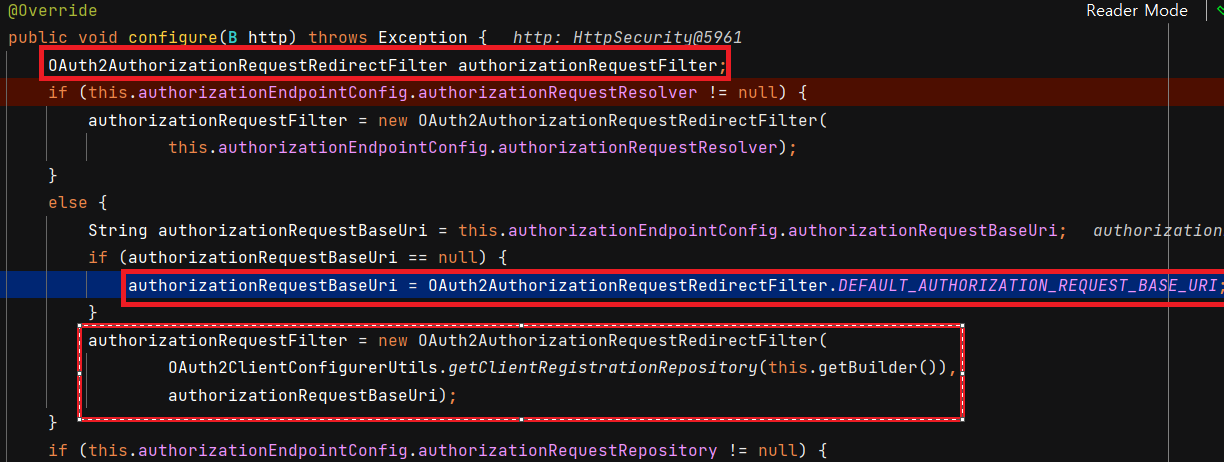 @Override
Reader Mode
public void configure(B http) throws Exception {   http: HttpSecurity@5961
    OAuth2AuthorizationRequestRedirectFilter authorizationRequestFilter;
    if (this.authorizationEndpointConfig.authorizationRequestResolver != null) {
        authorizationRequestFilter = new OAuth2AuthorizationRequestRedirectFilter(
                this.authorizationEndpointConfig.authorizationRequestResolver);
    }
    else {
        String authorizationRequestBaseUri = this.authorizationEndpointConfig.authorizationRequestBaseUri;   authorization
        if (authorizationRequestBaseUri == null) {
            authorizationRequestBaseUri = OAuth2AuthorizationRequestRedirectFilter.DEFAULT_AUTHORIZATION_REQUEST_BASE_URI;
        }
        authorizationRequestFilter = new OAuth2AuthorizationRequestRedirectFilter(
                OAuth2ClientConfigurerUtils.getClientRegistrationRepository(this.getBuilder()),
                authorizationRequestBaseUri);
    }
    if (this.authorizationEndpointConfig.authorizationRequestRepository != null) {